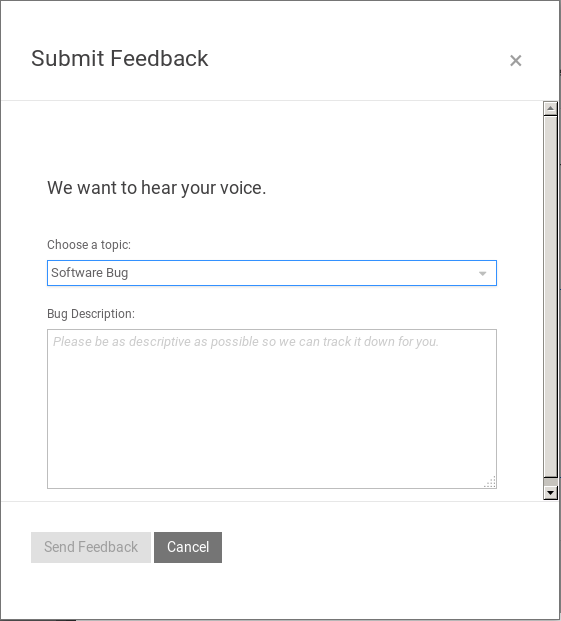 Submit Feedback
×
We want to hear your voice.
Choose a topic:
Software Bug
Bug Description:
Please be as descriptive as possible so we can track it down for you.
Send Feedback Cancel